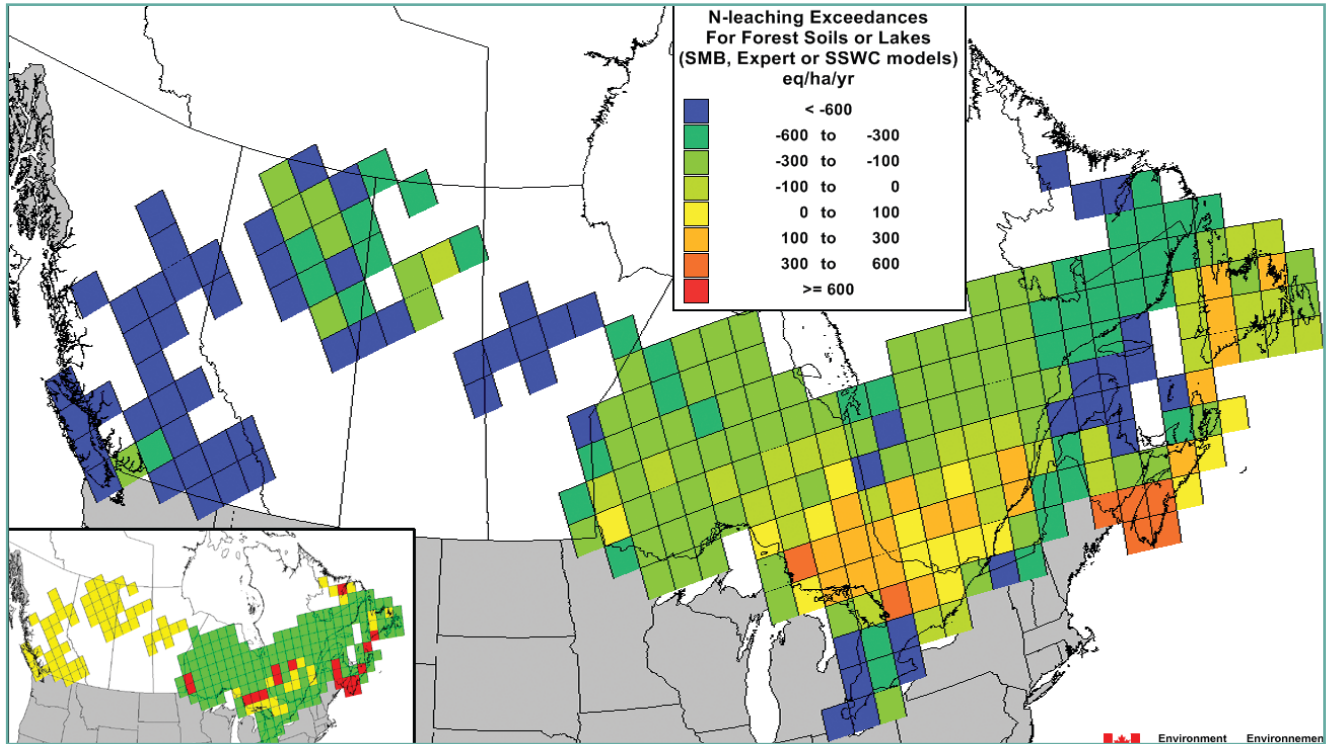 N-leaching Exceedances
For Forest Soils or Lakes
(SMB, Expert or SSWC models)
eq/ha/yr
< -600
-600 to -300
-300 to -100
-100 to 0
0 to 100
100 to 300
300 to 600
>= 600
Environment Environnemen